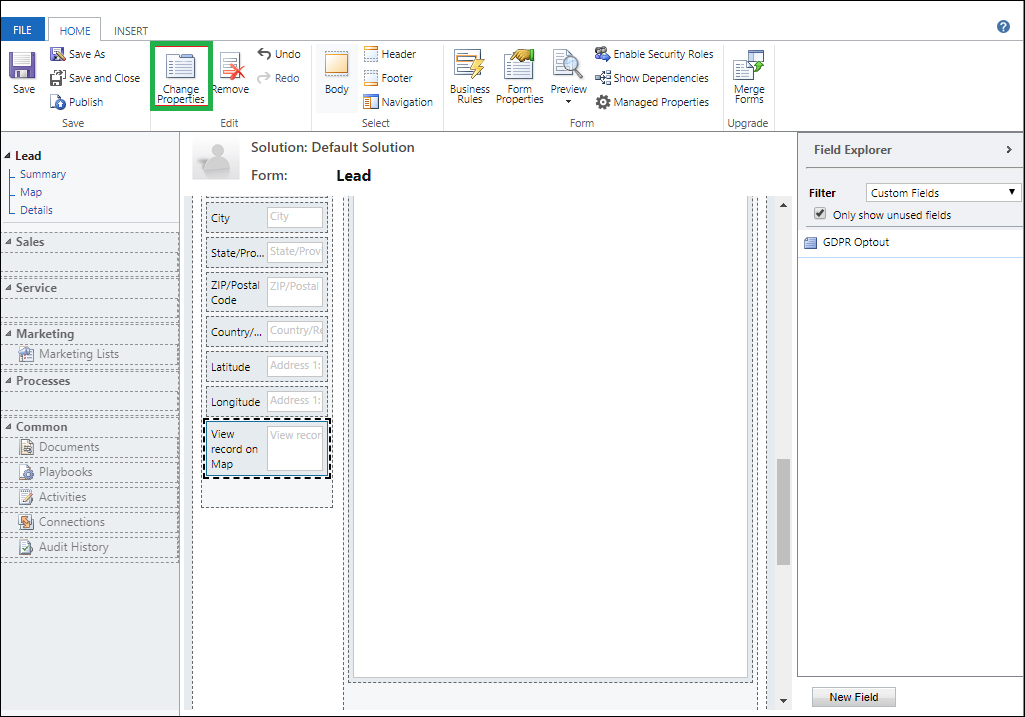 FILE
HOME
INSERT
Save
Save As
Save and Close
Publish
Save
Change
Properties
Remove
Undo
Redo
Edit
Body
Header
Footer
Navigation
Select
Business
Rules
Form
Properties
Preview
Enable Security Roles
Show Dependencies
Managed Properties
Form
Merge
Forms
Upgrade
Lead
Summary
Map
Details
Sales
Service
Marketing
Marketing Lists
Processes
Common
Documents
Playbooks
Activities
Connections
Audit History
Solution: Default Solution
Form: Lead
City City
State/Pro... State/Prov
ZIP/Postal
Code
ZIP/Postal
Country/... Country/Re
Latitude Address 1:
Longitude Address 1:
View
record on
Map
View recor
Field Explorer
Filter Custom Fields
Only show unused fields
GDPR Optout
New Field